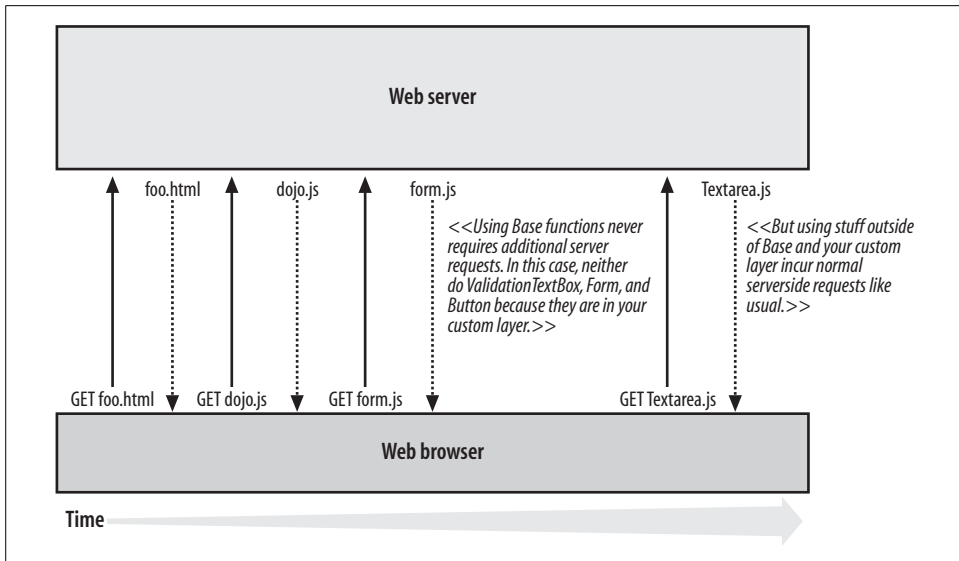 Web server
foo.html
dojo.js
form.js
Textarea.js
<<Using Base functions never
requires additional server
requests. In this case, neither
do ValidationTextBox, Form, and
Button because they are in your
custom layer.>>
<<But using stuff outside
of Base and your custom
layer incur normal
serverside requests like
usual.>>
GET foo.html
GET dojo.js
GET form.js
GET Textarea.js
Web browser
Time